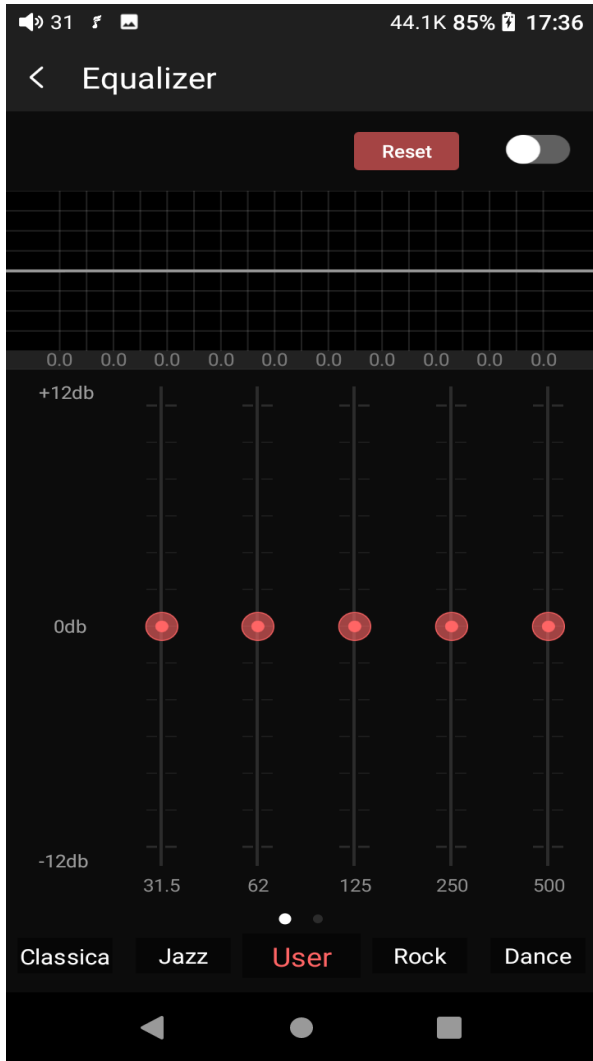 31 44.1K 85% 17:36
Equalizer
Reset
0.0 0.0 0.0 0.0 0.0 0.0 0.0 0.0 0.0 0.0
+12db
0db
-12db
31.5 62 125 250 500
Classica Jazz User Rock Dance